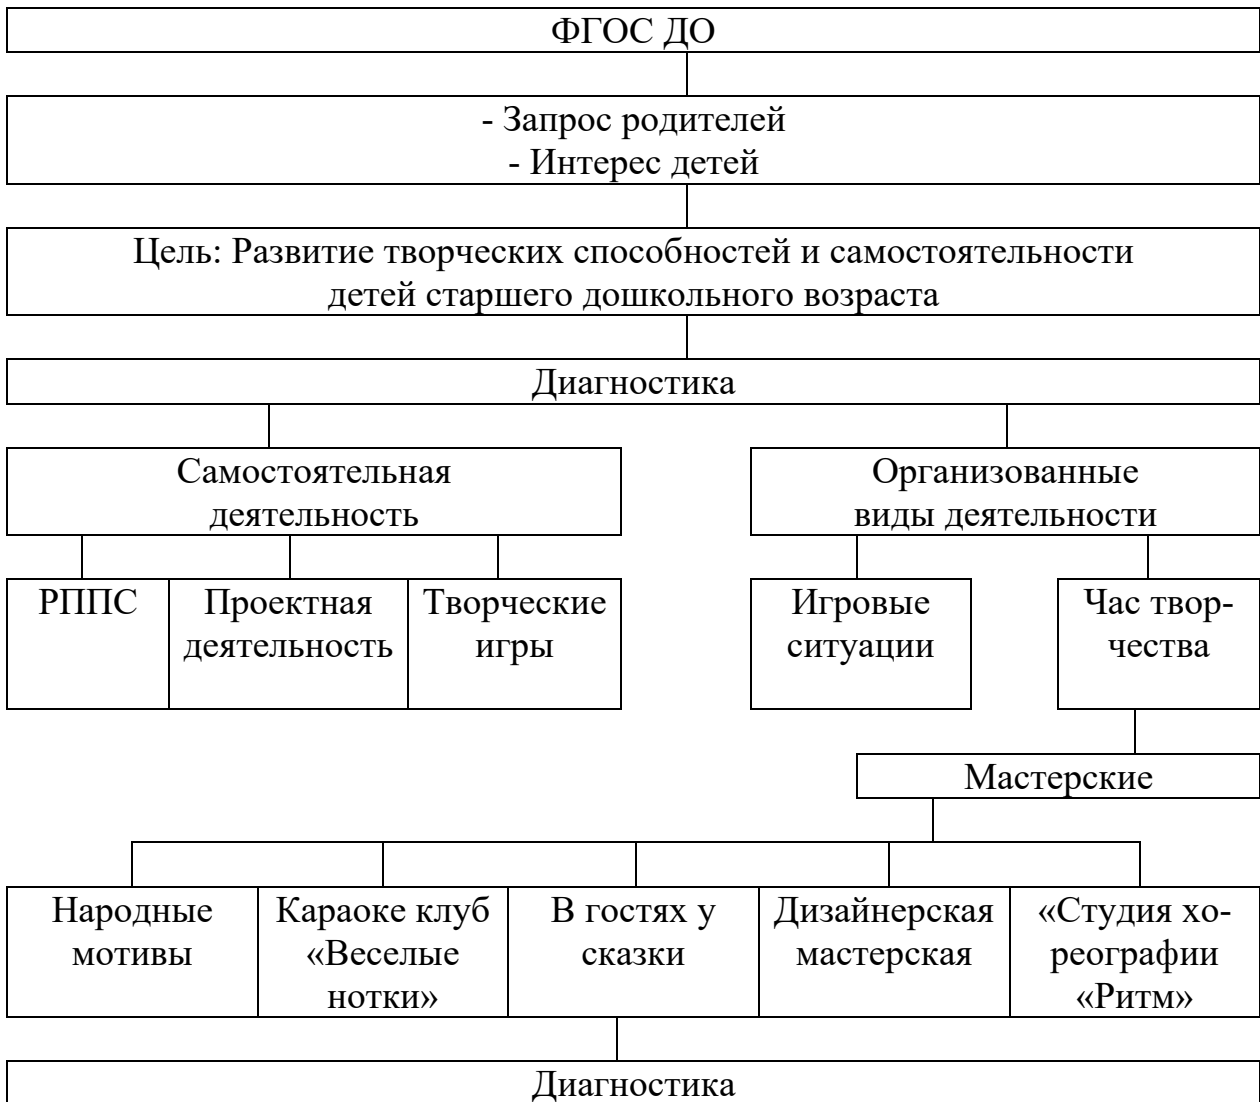 ФГОС ДО
- Запрос родителей
- Интерес детей
Цель: Развитие творческих способностей и самостоятельности
детей старшего дошкольного возраста
Диагностика
Самостоятельная
деятельность
Организованные
виды деятельности
РППС
Проектная
деятельность
Творческие
игры
Игровые
ситуации
Час твор-
чества
Мастерские
Народные
мотивы
Караоке клуб
«Веселые
нотки»
В гостях у
сказки
Дизайнерская
мастерская
«Студия хо-
реографии
«Ритм»
Диагностика